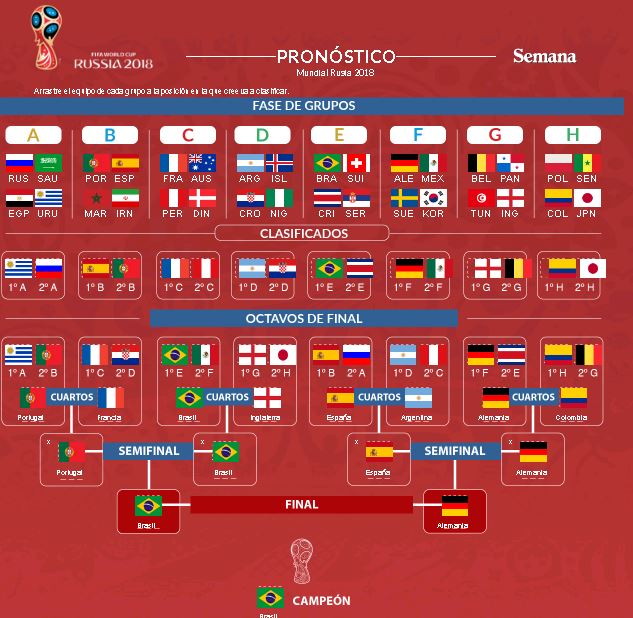 FIFA WORLD CUP
RUSSIA 2018
PRONÓSTICO
Mundial Rusia 2018
Semana
Arrastre el equipo de cada grupo a la posición en la que cree va a clasificar.
FASE DE GRUPOS
A B C D E F G H
RUS SAU POR ESP FRA AUS ARG ISL BRA SUI ALE MEX BEL PAN POL SEN
EGP URU MAR IRN PER DIN CRO NIG CRI SER SUE KOR TUN ING COL JPN
CLASIFICADOS
1º A 2º A 1º B 2º B 1º C 2º C 1º D 2º D 1º E 2º E 1º F 2º F 1º G 2º G 1º H 2º H
OCTAVOS DE FINAL
1º A 2º B 1º C 2º D 1º E 2º F 1º G 2º H 1º B 2º A 1º D 2º C 1º F 2º E 1º H 2º G
CUARTOS CUARTOS CUARTOS CUARTOS
Portugal Francia Brasil Inglaterra España Argentina Alemania Colombia
x x x x
SEMIFINAL SEMIFINAL
Portugal Brasil España Alemania
FINAL
Brasil Alemania
CAMPEÓN
Brasil